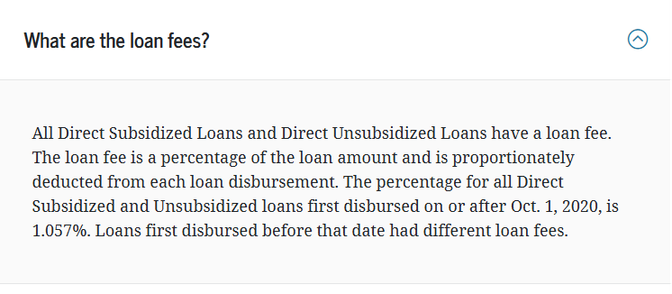 What are the loan fees?
All Direct Subsidized Loans and Direct Unsubsidized Loans have a loan fee.
The loan fee is a percentage of the loan amount and is proportionately
deducted from each loan disbursement. The percentage for all Direct
Subsidized and Unsubsidized loans first disbursed on or after Oct. 1, 2020, is
1.057%. Loans first disbursed before that date had different loan fees.